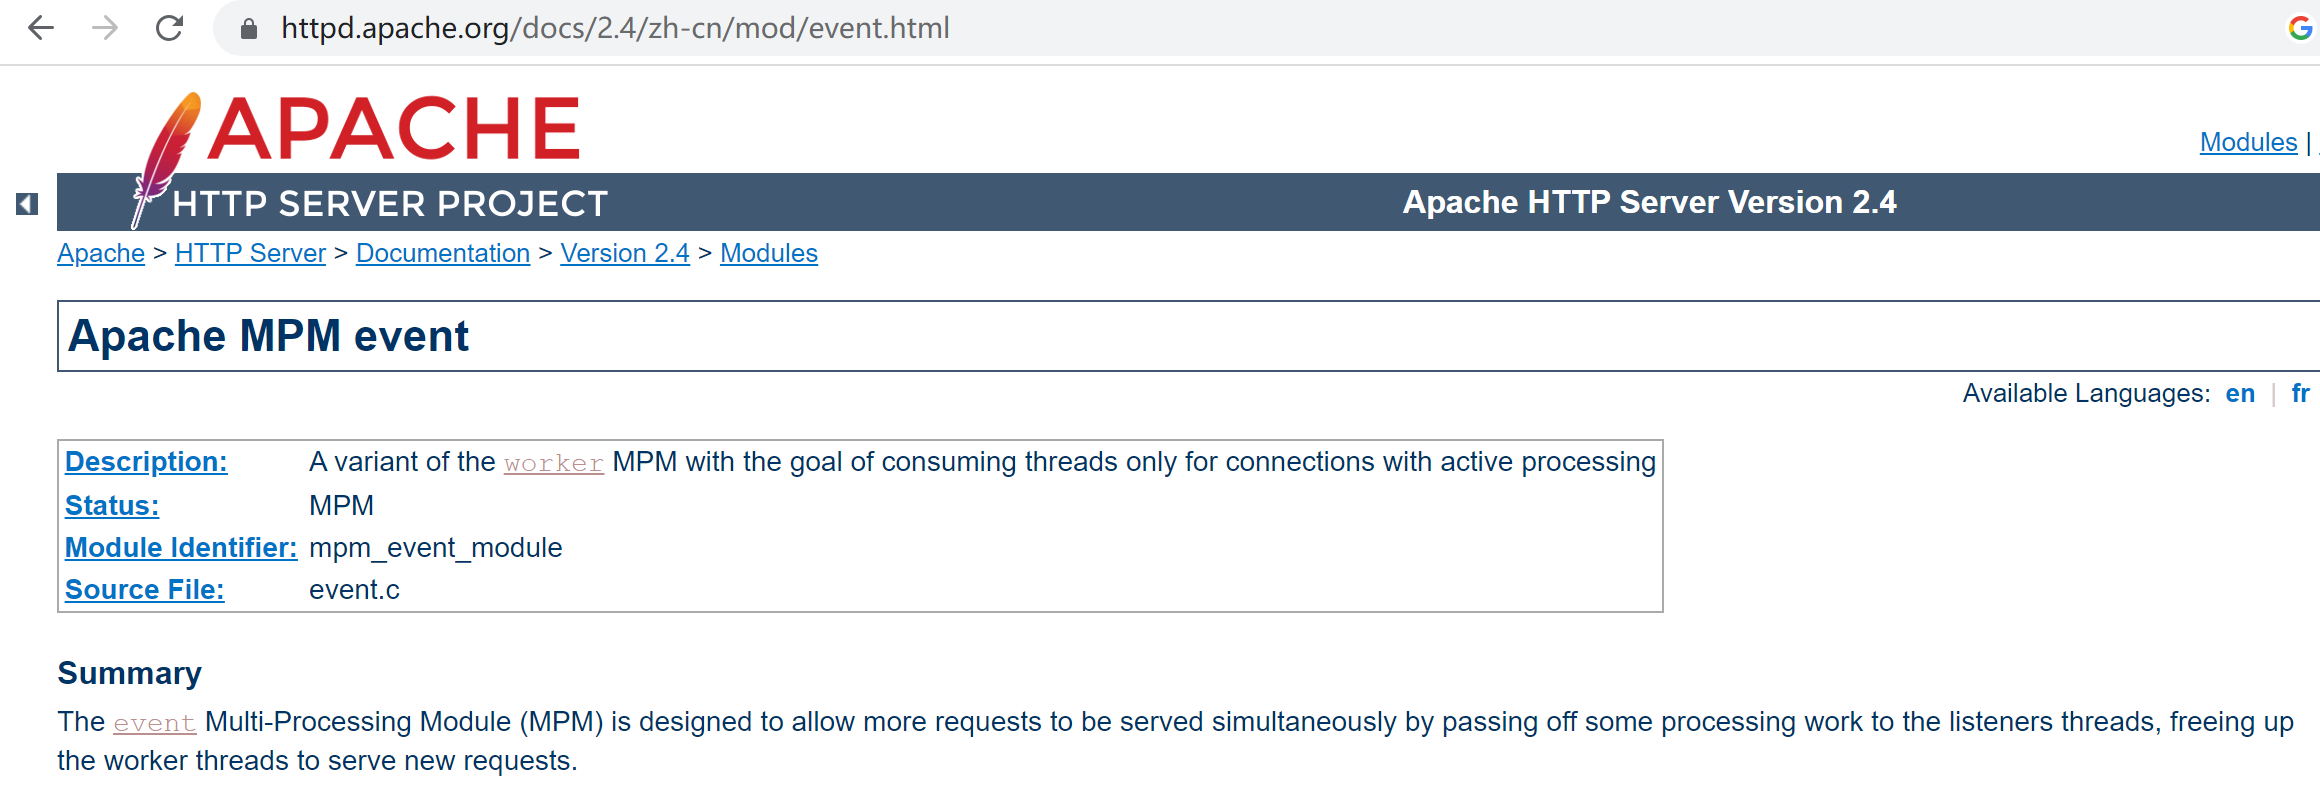 httpd.apache.org/docs/2.4/zh-cn/mod/event.html
APACHE
Modules |
HTTP SERVER PROJECT
Apache HTTP Server Version 2.4
Apache > HTTP Server > Documentation > Version 2.4 > Modules
Apache MPM event
Available Languages: en | fr
Description: A variant of the worker MPM with the goal of consuming threads only for connections with active processing
Status: MPM
Module Identifier: mpm_event_module
Source File: event.c
Summary
The event Multi-Processing Module (MPM) is designed to allow more requests to be served simultaneously by passing off some processing work to the listeners threads, freeing up
the worker threads to serve new requests.